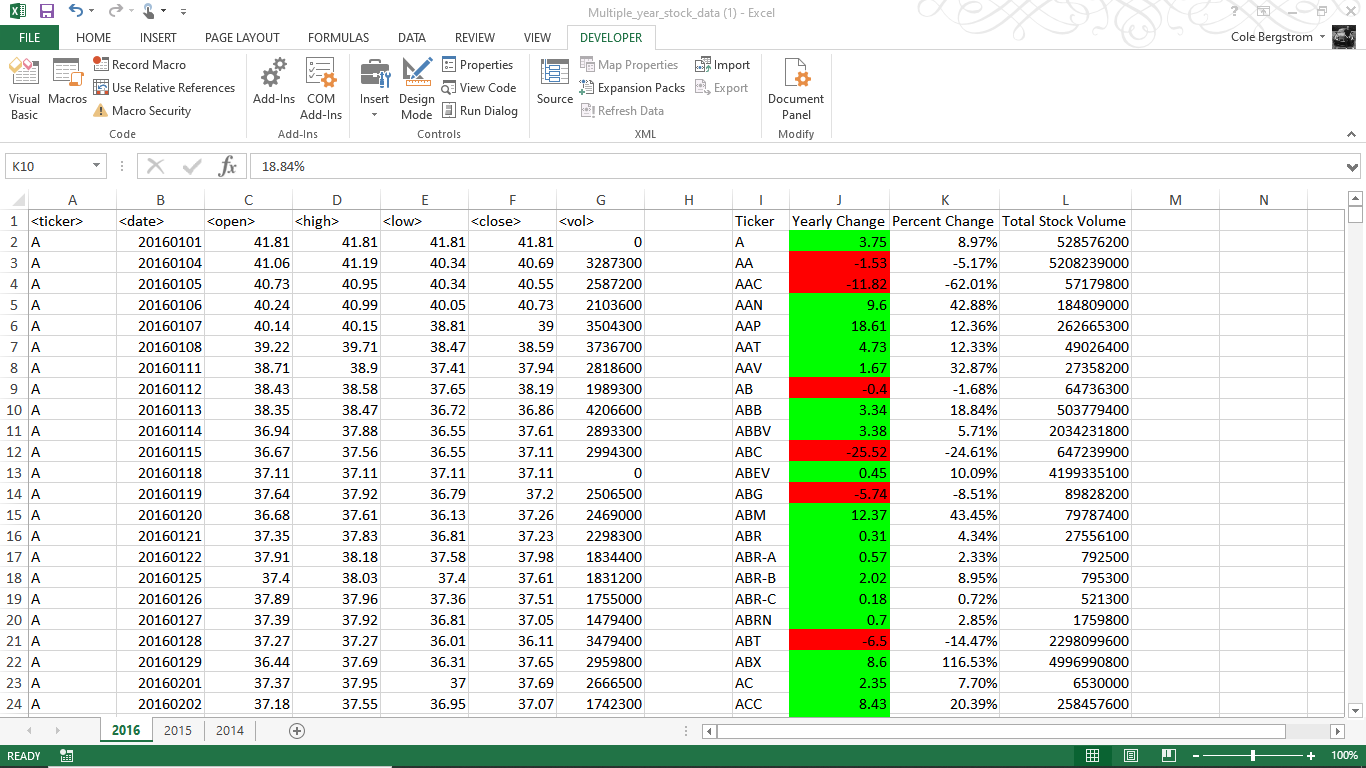 Multiple_year_stock_data (1) - Excel
FILE HOME INSERT PAGE LAYOUT FORMULAS DATA REVIEW VIEW DEVELOPER Cole Bergstrom
Visual Basic
Macros
Record Macro
Use Relative References
Macro Security
Code
Add-Ins
COM Add-Ins
Add-Ins
Insert
Design Mode
Properties
View Code
Run Dialog
Controls
Source
Map Properties
Expansion Packs
Refresh Data
Import
Export
XML
Document Panel
Modify
K10 fx 18.84%
A B C D E F G H I J K L M N
1 <ticker> <date> <open> <high> <low> <close> <vol> Ticker Yearly Change Percent Change Total Stock Volume
2 A 20160101 41.81 41.81 41.81 41.81 0 A 3.75 8.97% 528576200
3 A 20160104 41.06 41.19 40.34 40.69 3287300 AA -1.53 -5.17% 5208239000
4 A 20160105 40.73 40.95 40.34 40.55 2587200 AAC -11.82 -62.01% 57179800
5 A 20160106 40.24 40.99 40.05 40.73 2103600 AAN 9.6 42.88% 184809000
6 A 20160107 40.14 40.15 38.81 39 3504300 AAP 18.61 12.36% 262665300
7 A 20160108 39.22 39.71 38.47 38.59 3736700 AAT 4.73 12.33% 49026400
8 A 20160111 38.71 38.9 37.41 37.94 2818600 AAV 1.67 32.87% 27358200
9 A 20160112 38.43 38.58 37.65 38.19 1989300 AB -0.4 -1.68% 64736300
10 A 20160113 38.35 38.47 36.72 36.86 4206600 ABB 3.34 18.84% 503779400
11 A 20160114 36.94 37.88 36.55 37.61 2893300 ABBV 3.38 5.71% 2034231800
12 A 20160115 36.67 37.56 36.55 37.11 2994300 ABC -25.52 -24.61% 647239900
13 A 20160118 37.11 37.11 37.11 37.11 0 ABEV 0.45 10.09% 4199335100
14 A 20160119 37.64 37.92 36.79 37.2 2506500 ABG -5.74 -8.51% 89828200
15 A 20160120 36.68 37.61 36.13 37.26 2469000 ABM 12.37 43.45% 79787400
16 A 20160121 37.35 37.83 36.81 37.23 2298300 ABR 0.31 4.34% 27556100
17 A 20160122 37.91 38.18 37.58 37.98 1834400 ABR-A 0.57 2.33% 792500
18 A 20160125 37.4 38.03 37.4 37.61 1831200 ABR-B 2.02 8.95% 795300
19 A 20160126 37.89 37.96 37.36 37.51 1755000 ABR-C 0.18 0.72% 521300
20 A 20160127 37.39 37.92 36.81 37.05 1479400 ABRN 0.7 2.85% 1759800
21 A 20160128 37.27 37.27 36.01 36.11 3479400 ABT -6.5 -14.47% 2298099600
22 A 20160129 36.44 37.69 36.31 37.65 2959800 ABX 8.6 116.53% 4996990800
23 A 20160201 37.37 37.95 37 37.69 2666500 AC 2.35 7.70% 6530000
24 A 20160202 37.18 37.55 36.95 37.07 1742300 ACC 8.43 20.39% 258457600
2016 2015 2014
READY 100%